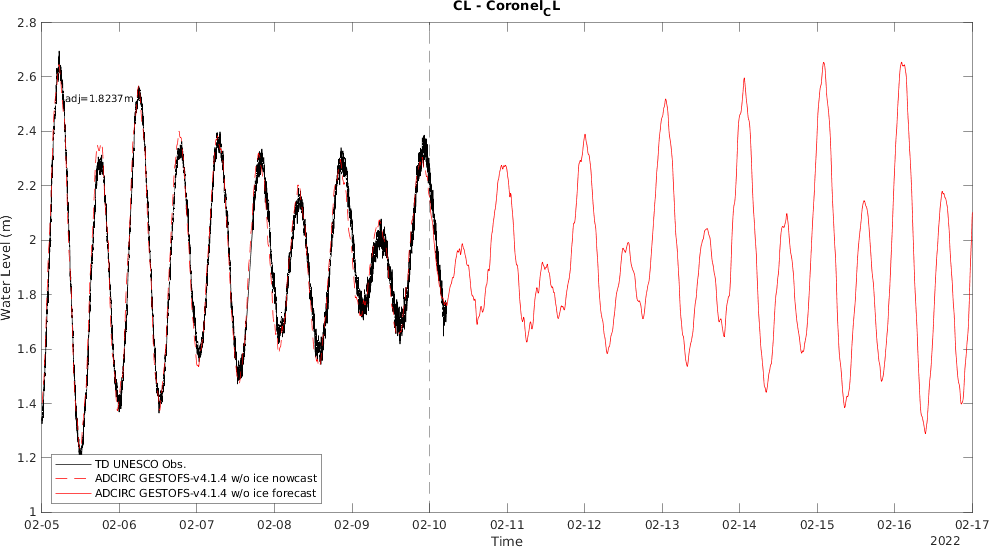 CL - Coronel_CL
2.8
2.6
2.4
2.2
2
1.8
1.6
1.4
1.2
1
Water Level (m)
adj=1.8237m
TD UNESCO Obs.
ADCIRC GESTOFS-v4.1.4 w/o ice nowcast
ADCIRC GESTOFS-v4.1.4 w/o ice forecast
02-05 02-06 02-07 02-08 02-09 02-10 02-11 02-12 02-13 02-14 02-15 02-16 02-17
Time
2022